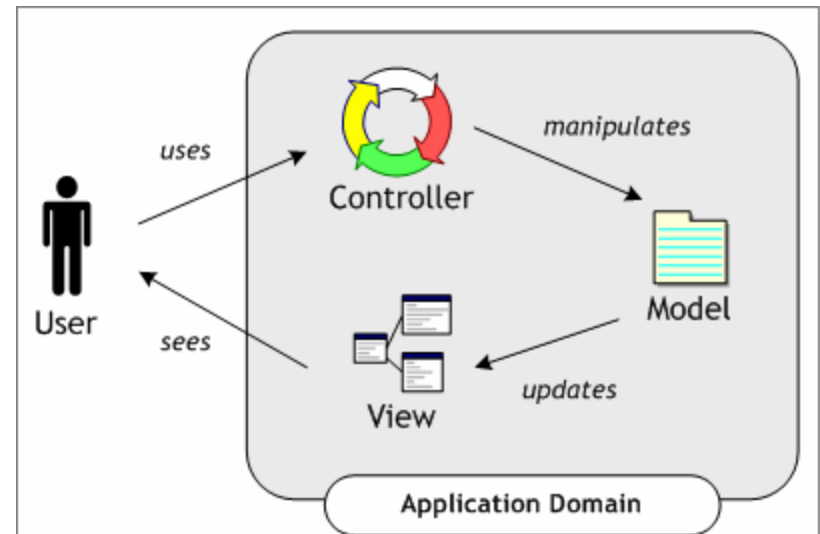 uses
manipulates
Controller
User
Model
sees
updates
View
Application Domain